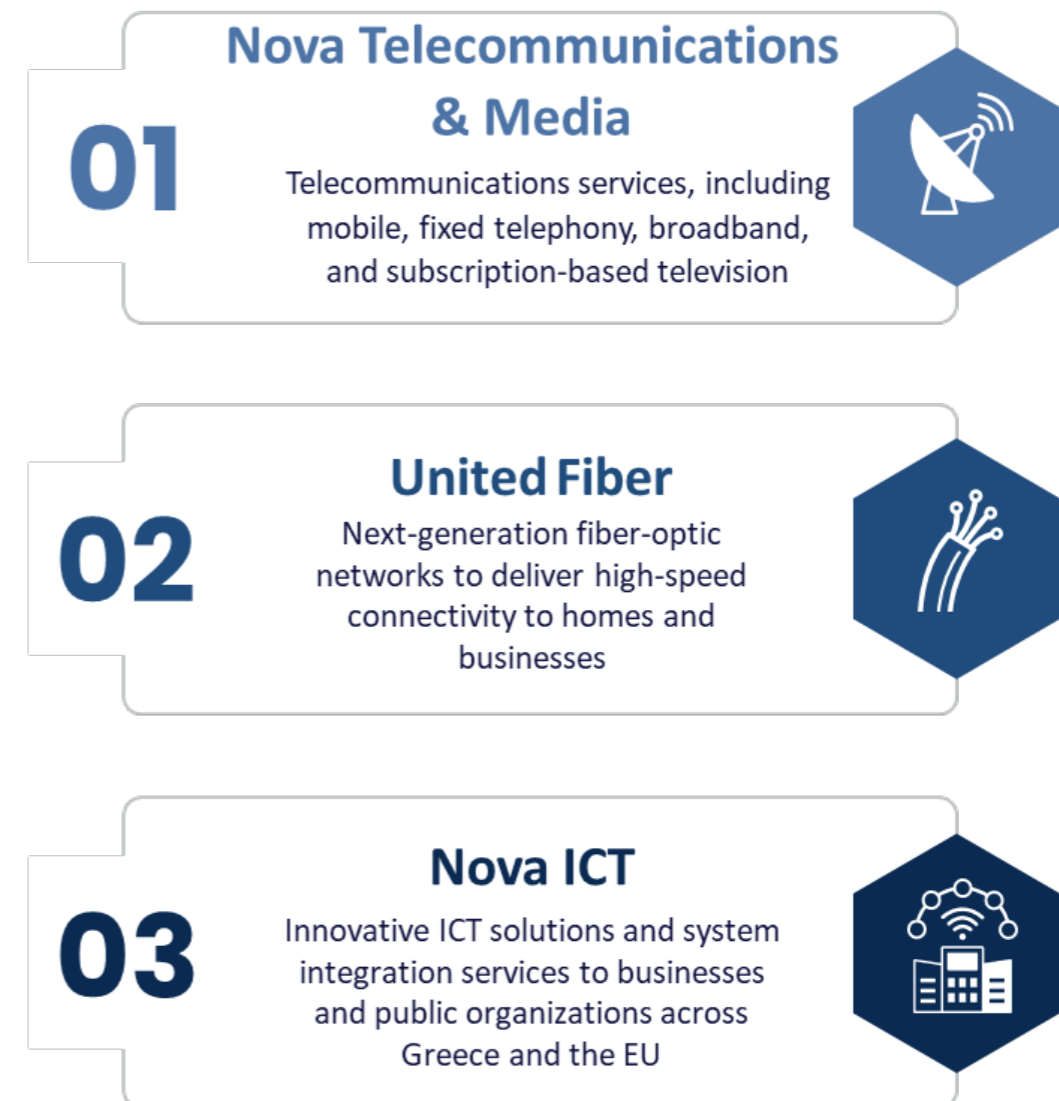 01
Nova Telecommunications
& Media
Telecommunications services, including
mobile, fixed telephony, broadband,
and subscription-based television
02
United Fiber
Next-generation fiber-optic
networks to deliver high-speed
connectivity to homes and
businesses
03
Nova ICT
Innovative ICT solutions and system
integration services to businesses
and public organizations across
Greece and the EU